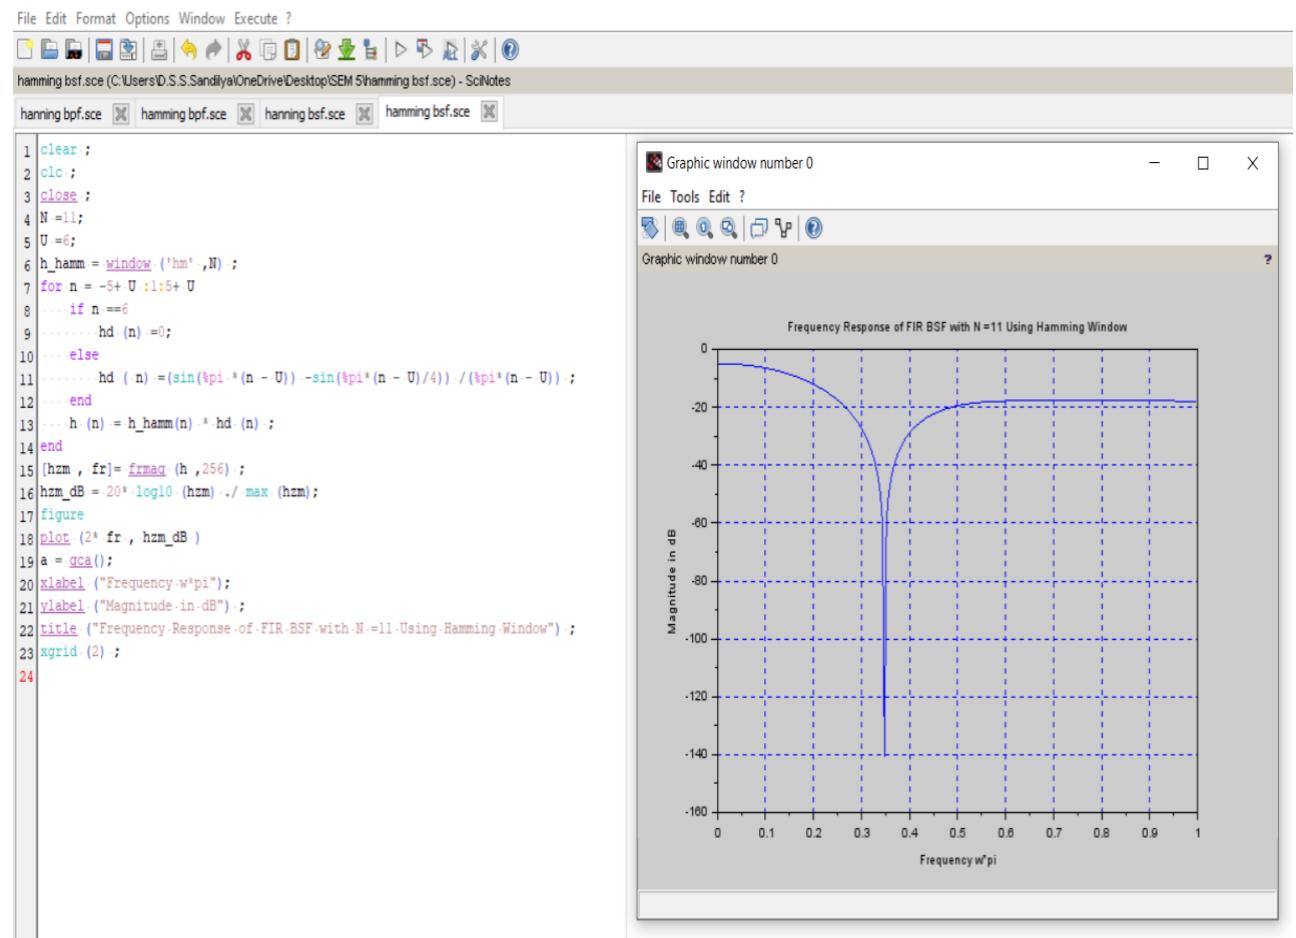 File Edit Format Options Window Execute ?
hamming bsf.sce (C:\Users\D.S.S.Sandilya\OneDrive\Desktop\SEM 5\hamming bsf.sce) - SciNotes
hanning bpf.sce hamming bpf.sce hanning bsf.sce hamming bsf.sce
1 clear ;
2 clc ;
3 close ;
4 N =11;
5 U =6;
6 h_hamm = window ('hm' ,N) ;
7 for n = -5+ U :1:5+ U
8 if n ==6
9 hd (n) =0;
10 else
11 hd ( n) =(sin(%pi *(n - U)) -sin(%pi*(n - U)/4)) /(%pi*(n - U)) ;
12 end
13 h (n) = h_hamm(n) * hd (n) ;
14 end
15 [hzm , fr]= frmag (h ,256) ;
16 hzm_dB = 20* log10 (hzm) ./ max (hzm);
17 figure
18 plot (2* fr , hzm_dB )
19 a = gca();
20 xlabel ("Frequency w*pi");
21 ylabel ("Magnitude in dB") ;
22 title ("Frequency Response of FIR BSF with N =11 Using Hamming Window") ;
23 xgrid (2) ;
24
Graphic window number 0
File Tools Edit ?
Graphic window number 0 ?
Frequency Response of FIR BSF with N =11 Using Hamming Window
0
-20
-40
-60
-80
-100
-120
-140
-160
Magnitude in dB
0 0.1 0.2 0.3 0.4 0.5 0.6 0.7 0.8 0.9 1
Frequency w*pi